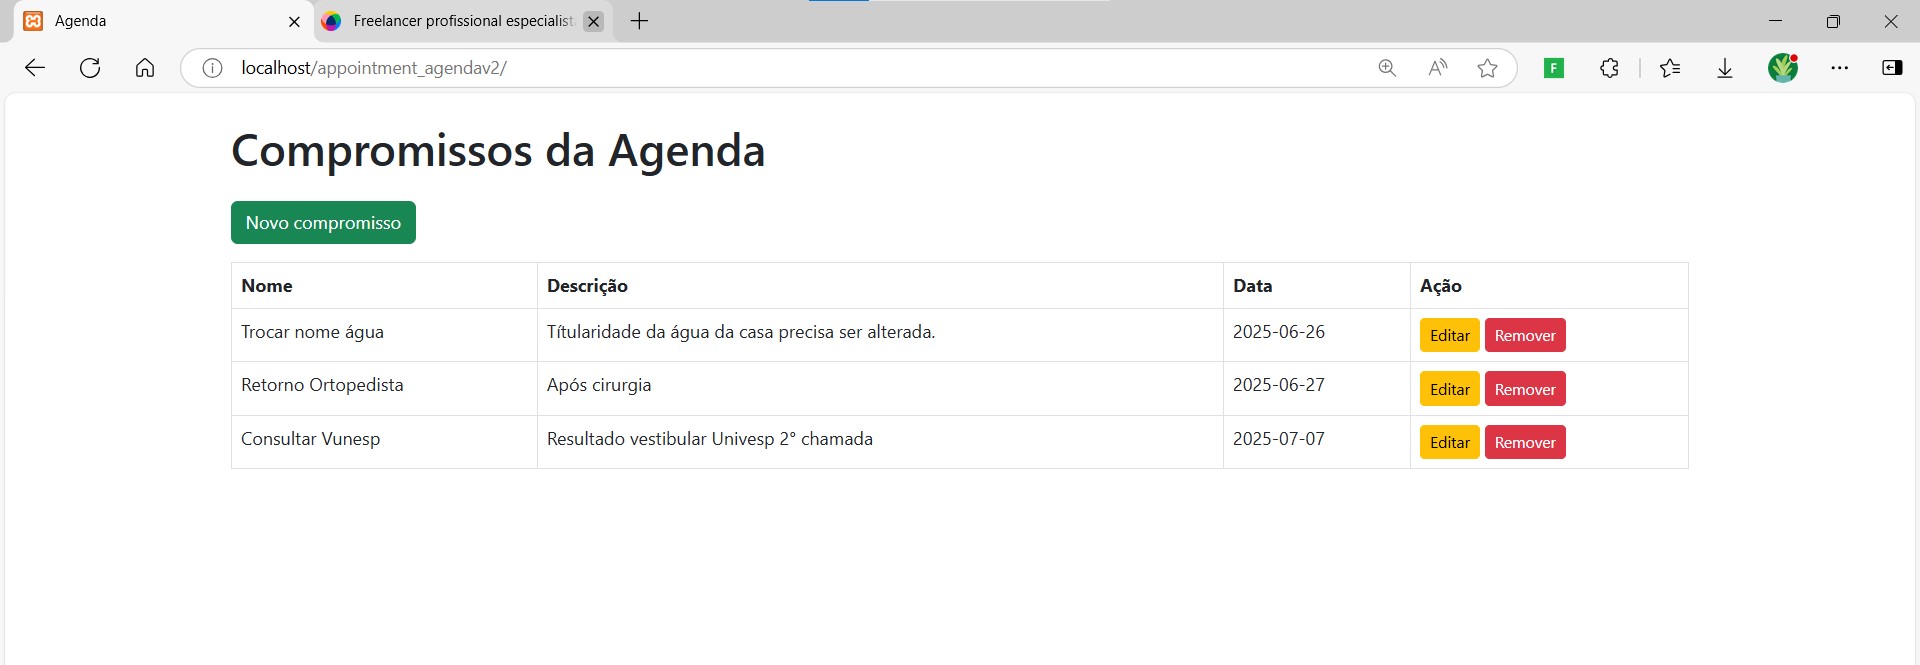 Agenda
Freelancer profissional especialist
localhost/appointment_agendav2/
F
Compromissos da Agenda
Novo compromisso
Nome Descrição Data Ação
Trocar nome água Títularidade da água da casa precisa ser alterada. 2025-06-26 Editar Remover
Retorno Ortopedista Após cirurgia 2025-06-27 Editar Remover
Consultar Vunesp Resultado vestibular Univesp 2° chamada 2025-07-07 Editar Remover